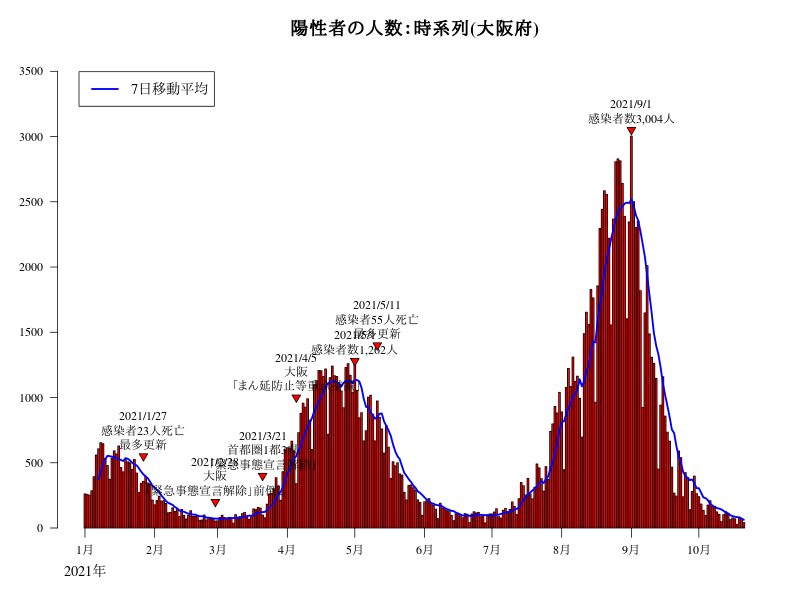 陽性者の人数：時系列(大阪府)
7日移動平均
3500
3000
2500
2000
1500
1000
500
0
2021/9/1
感染者数3,004人
2021/5/11
感染者55人死亡
最多更新
感染者数1,262人
2021/4/5
大阪
「まん延防止等
2021/1/27
感染者23人死亡
最多更新
2021/3/21
首都圏1都3
緊急事態宣言
大阪
緊急事態宣言解除」前倒し
1月
2月
3月
4月
5月
6月
7月
8月
9月
10月
2021年